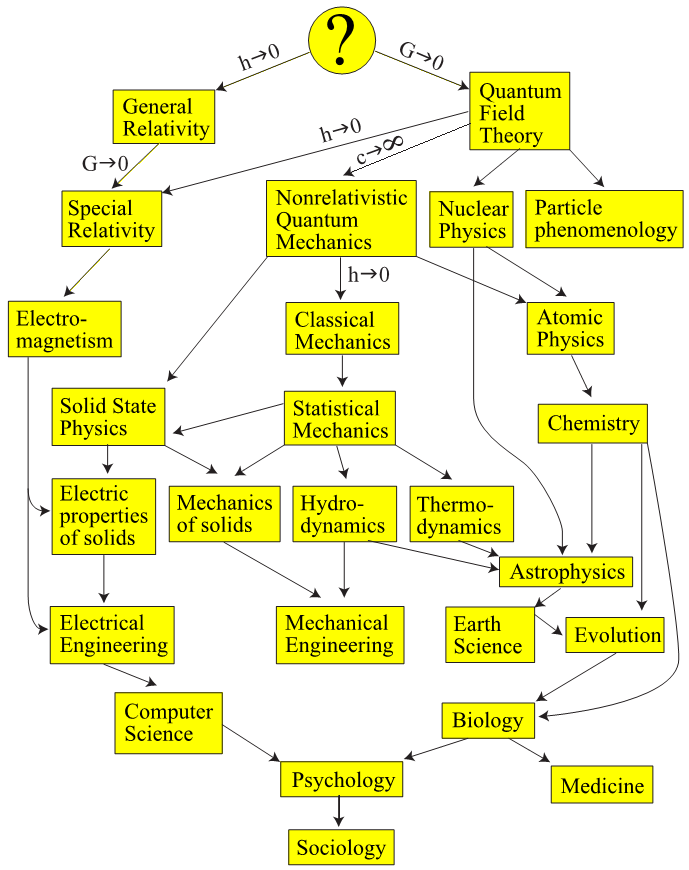 ?
h→0
G→0
General
Relativity
Quantum
Field
Theory
h→0
c→∞
G→0
Special
Relativity
Nonrelativistic
Quantum
Mechanics
Nuclear
Physics
Particle
phenomenology
h→0
Electro-
magnetism
Classical
Mechanics
Atomic
Physics
Solid State
Physics
Statistical
Mechanics
Chemistry
Electric
properties
of solids
Mechanics
of solids
Hydro-
dynamics
Thermo-
dynamics
Astrophysics
Electrical
Engineering
Mechanical
Engineering
Earth
Science
Evolution
Computer
Science
Biology
Psychology
Medicine
Sociology